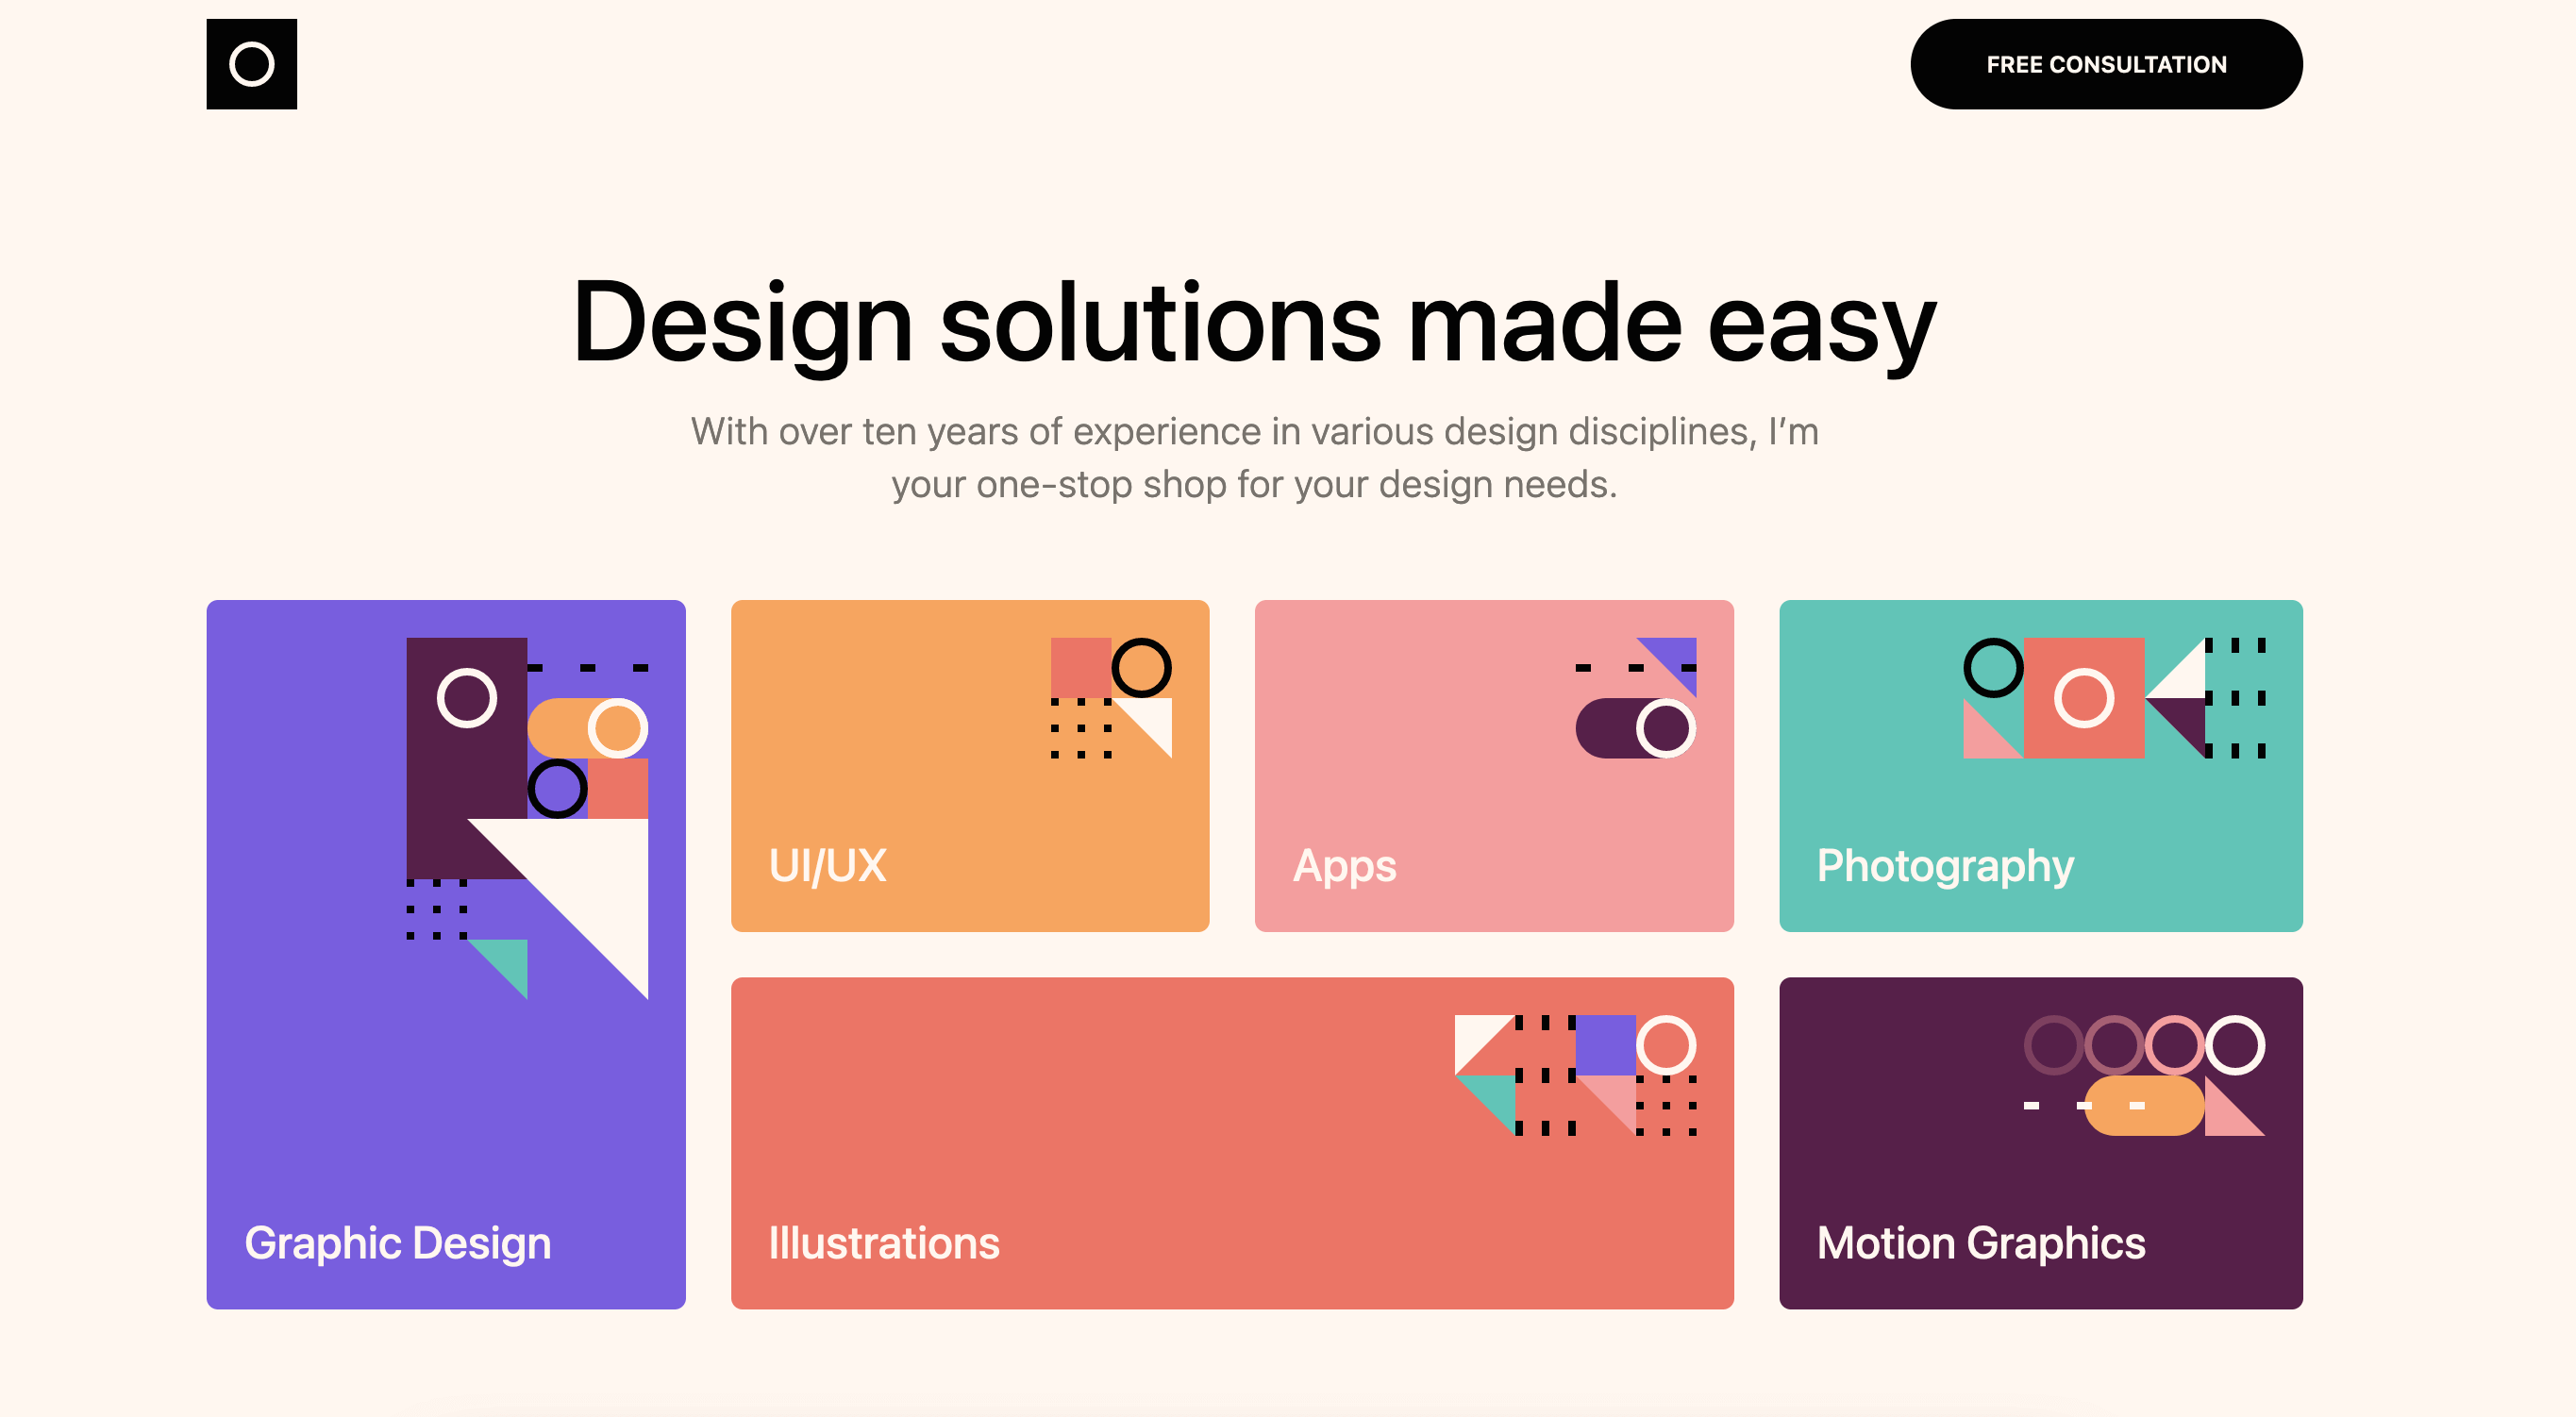 FREE CONSULTATION
Design solutions made easy
With over ten years of experience in various design disciplines, I’m
your one-stop shop for your design needs.
Graphic Design
UI/UX
Apps
Photography
Illustrations
Motion Graphics